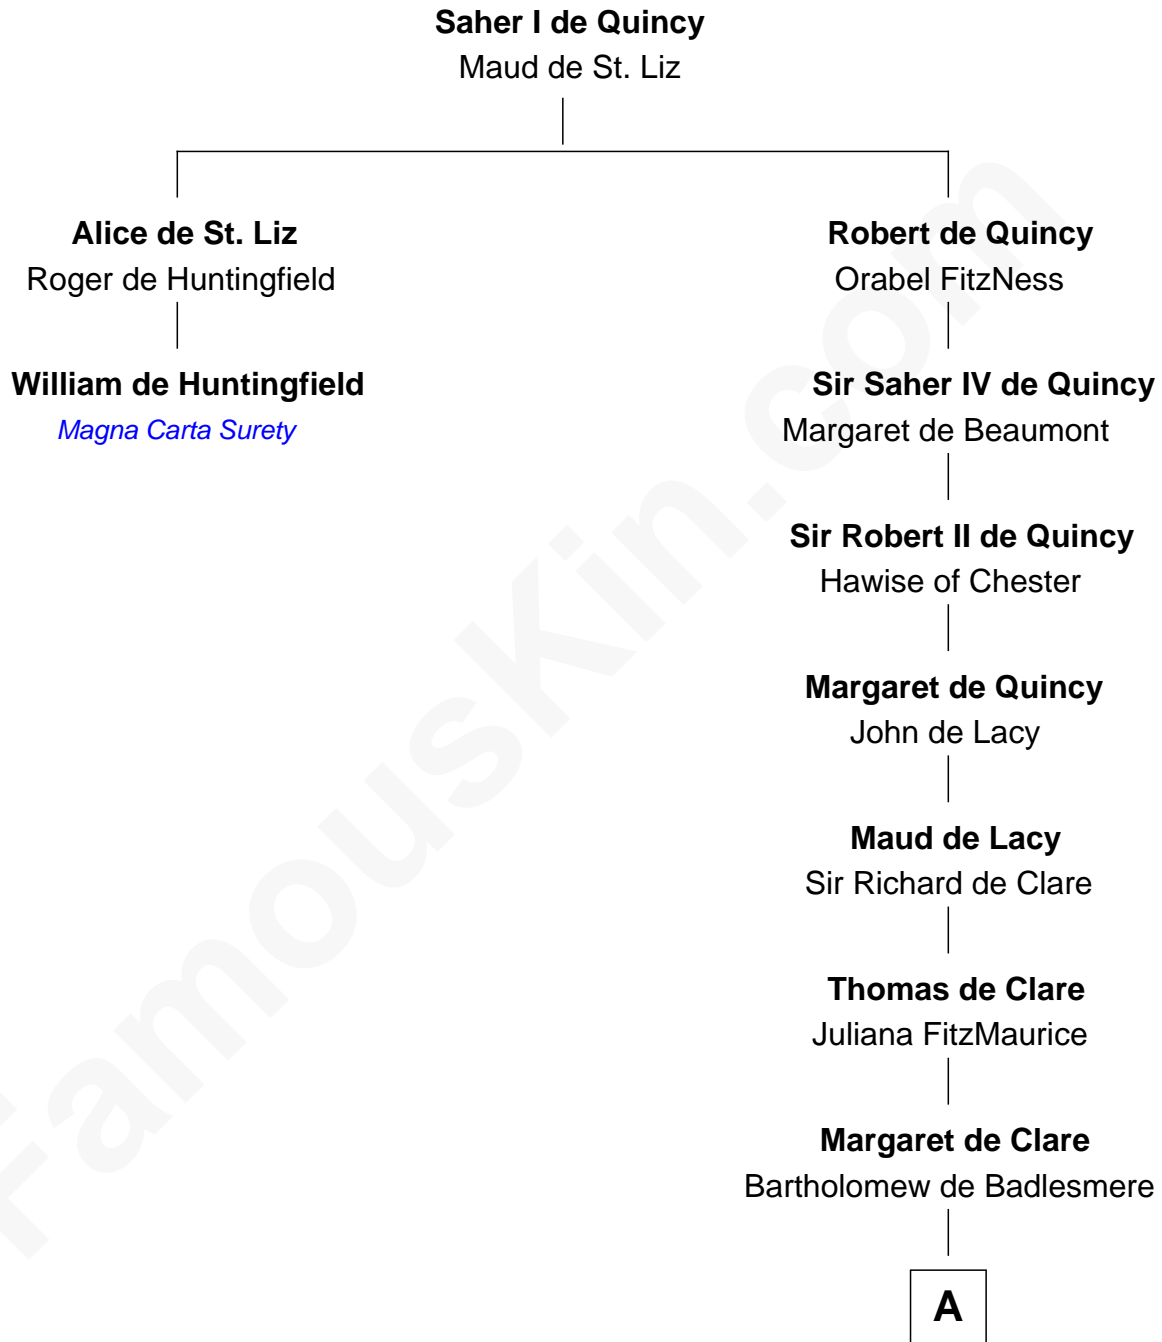 Saher I de Quincy
Maud de St. Liz
Alice de St. Liz
Roger de Huntingfield
William de Huntingfield
Magna Carta Surety
Robert de Quincy
Orabel FitzNess
Sir Saher IV de Quincy
Margaret de Beaumont
Sir Robert II de Quincy
Hawise of Chester
Margaret de Quincy
John de Lacy
Maud de Lacy
Sir Richard de Clare
Thomas de Clare
Juliana FitzMaurice
Margaret de Clare
Bartholomew de Badlesmere
A
FamousKin.com